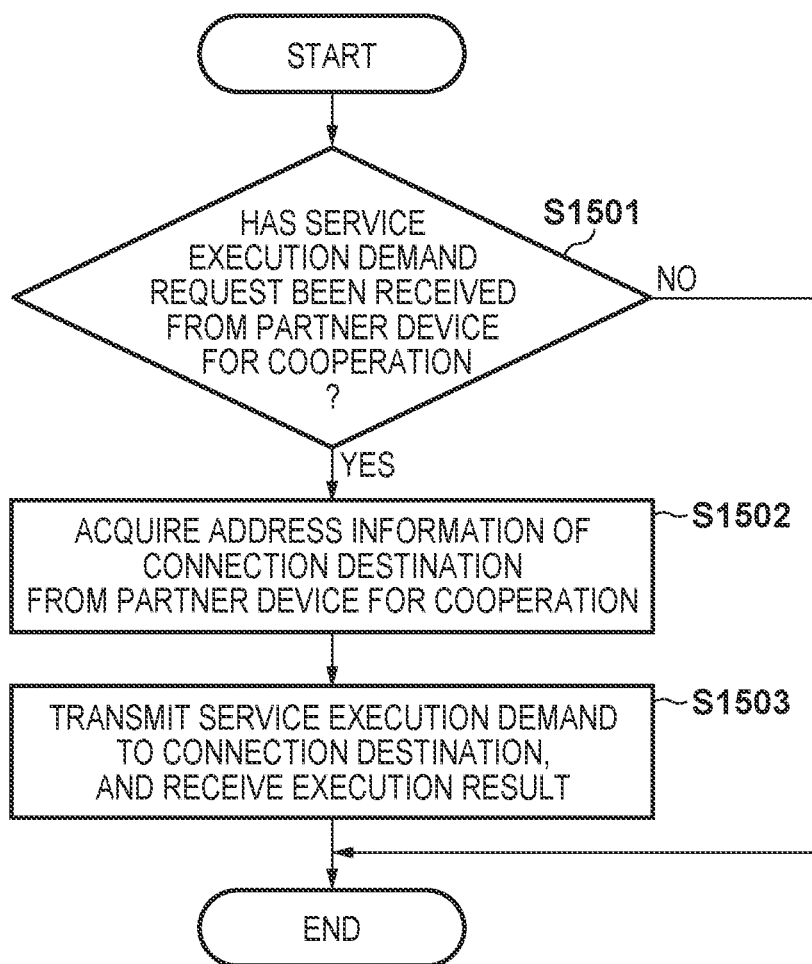 START
HAS SERVICE
EXECUTION DEMAND
REQUEST BEEN RECEIVED
FROM PARTNER DEVICE
FOR COOPERATION
?
S1501
NO
YES
ACQUIRE ADDRESS INFORMATION OF
CONNECTION DESTINATION
FROM PARTNER DEVICE FOR COOPERATION
S1502
TRANSMIT SERVICE EXECUTION DEMAND
TO CONNECTION DESTINATION,
AND RECEIVE EXECUTION RESULT
S1503
END